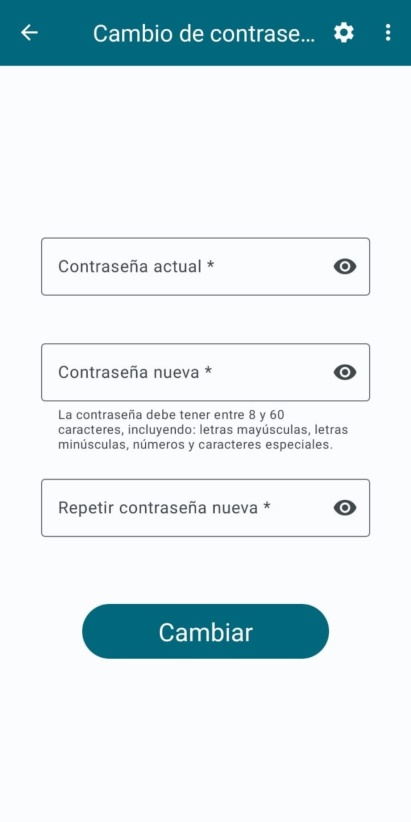 Cambio de contrase...
Contraseña actual *
Contraseña nueva *
La contraseña debe tener entre 8 y 60
caracteres, incluyendo: letras mayúsculas, letras
minúsculas, números y caracteres especiales.
Repetir contraseña nueva *
Cambiar